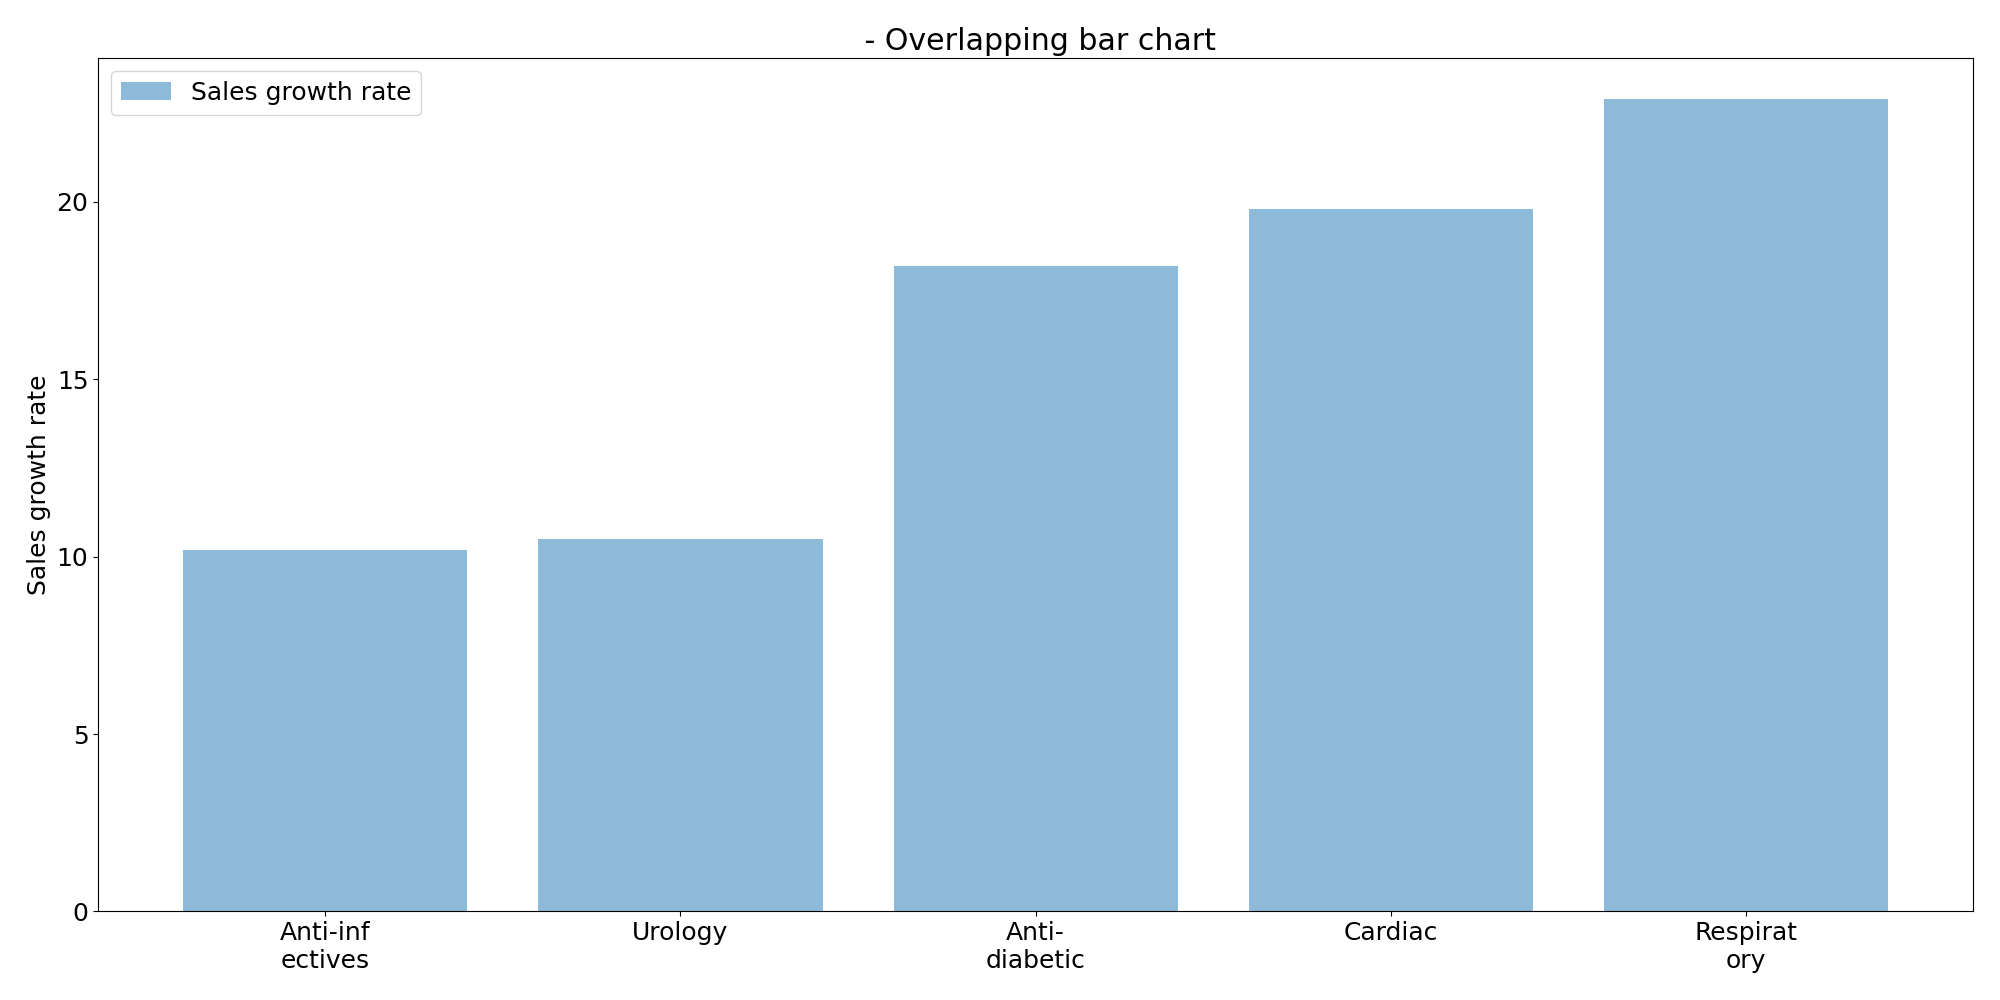 - Overlapping bar chart
Sales growth rate
Sales growth rate
20
15
10
5
0
Anti-inf
ectives
Urology
Anti-
diabetic
Cardiac
Respirat
ory